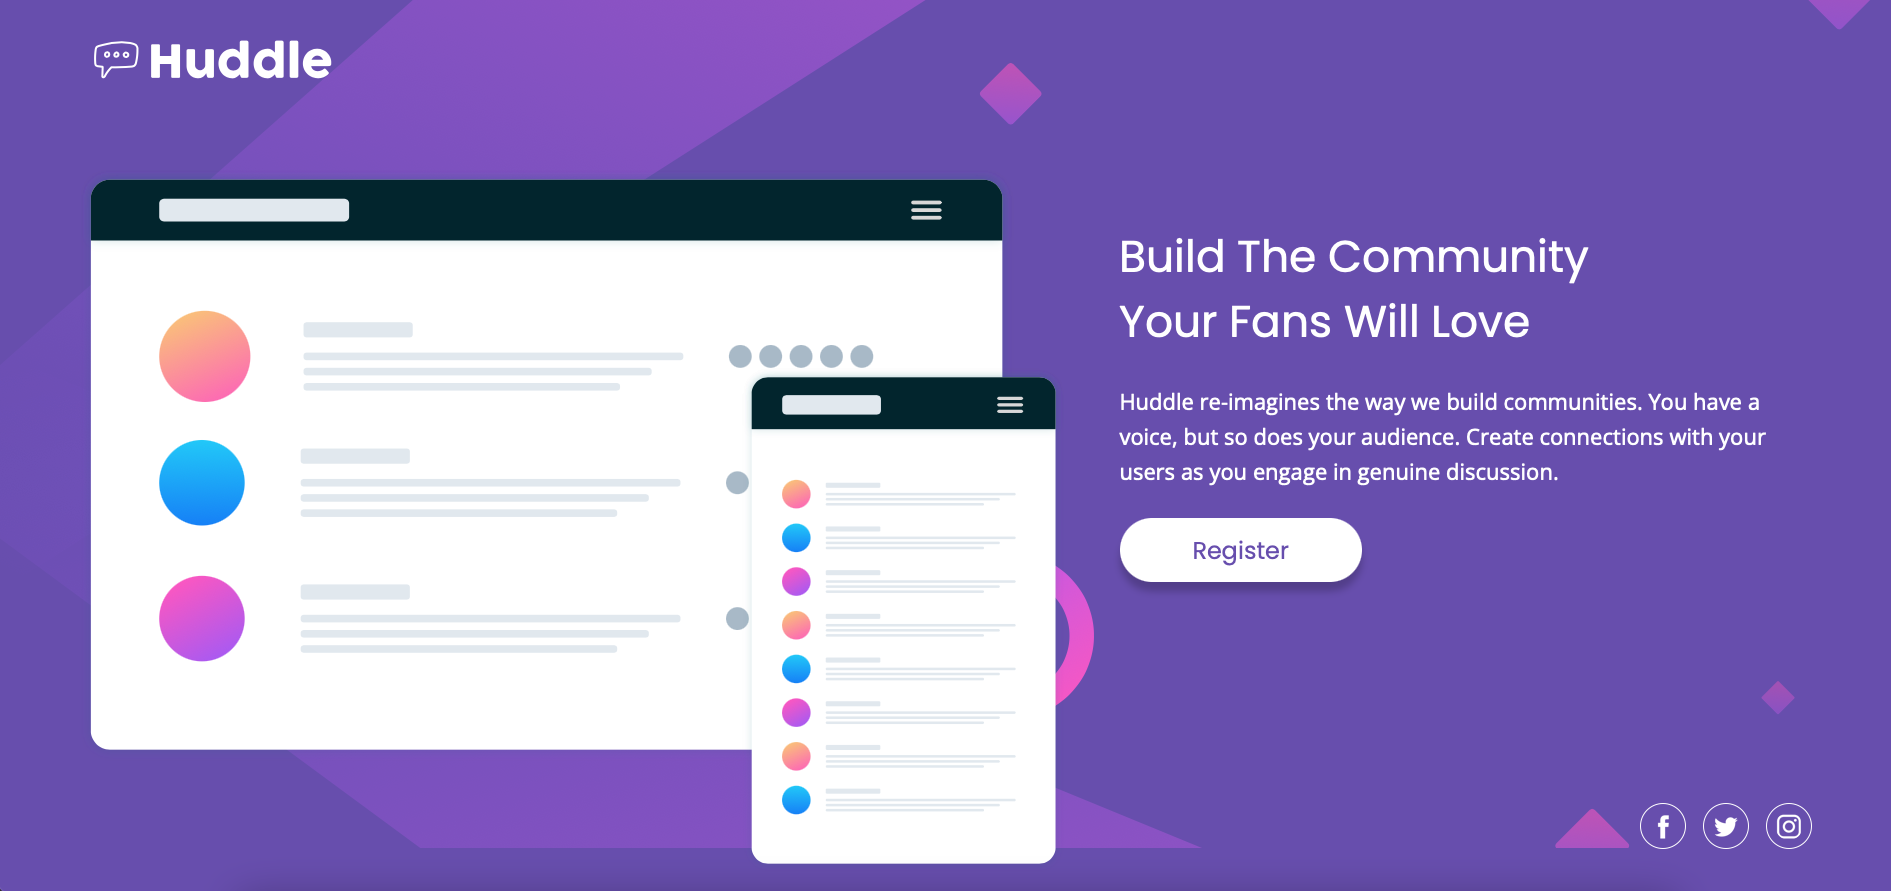 Huddle
Build The Community
Your Fans Will Love
Huddle re-imagines the way we build communities. You have a
voice, but so does your audience. Create connections with your
users as you engage in genuine discussion.
Register